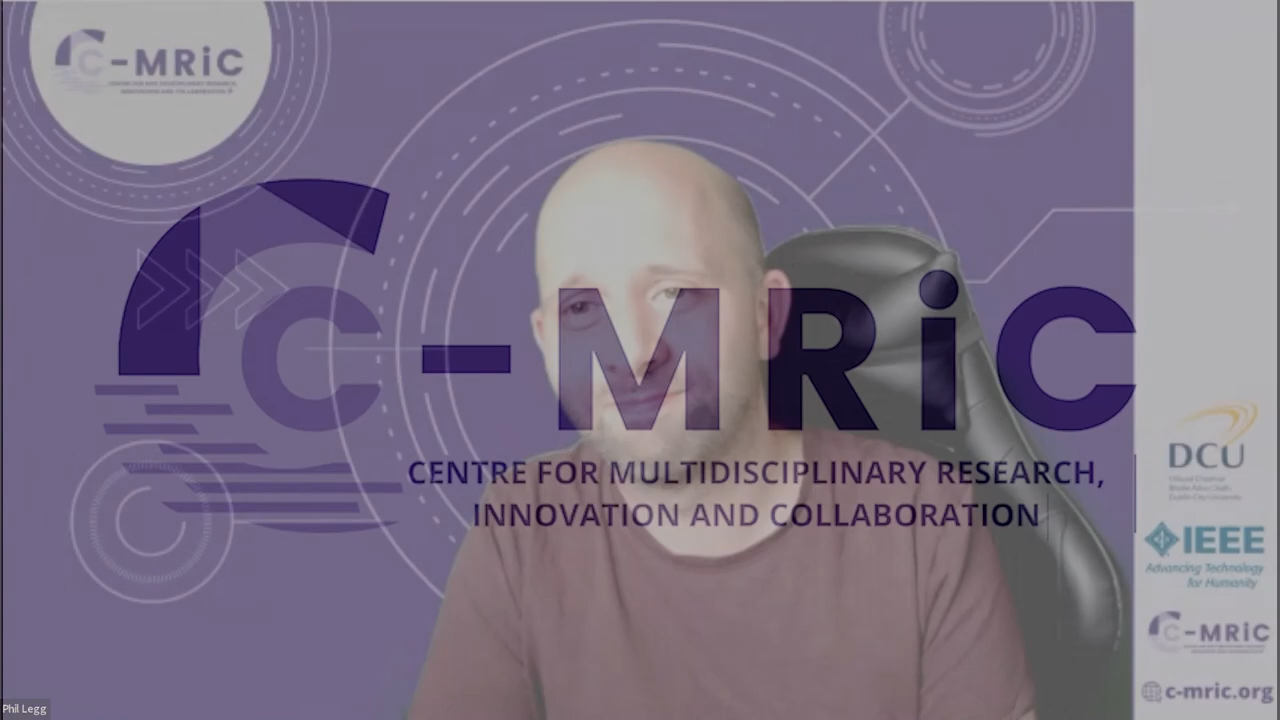 C-MRiC
C-MRiC
CENTRE FOR MULTIDISCIPLINARY RESEARCH,
INNOVATION AND COLLABORATION
DCU
IEEE
Advancing Technology
for Humanity
C-MRiC
c-mric.org
Phil Legg